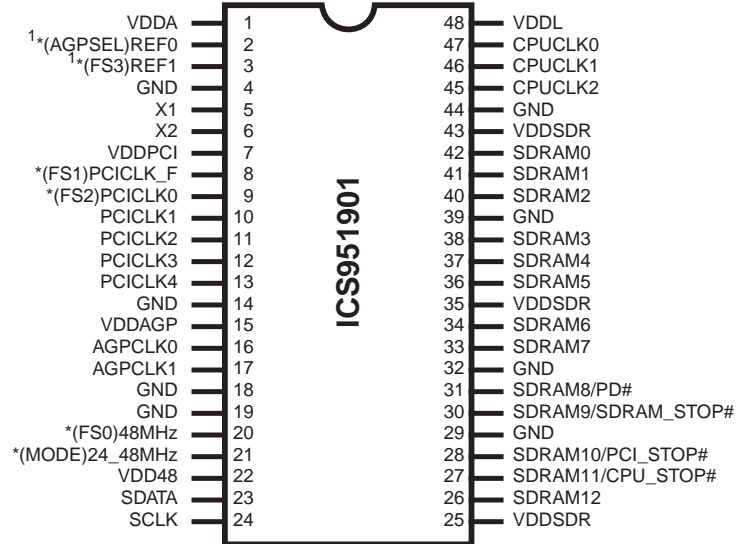 VDDA 1 48 VDDL
1*(AGPSEL)REF0 2 47 CPUCLK0
1*(FS3)REF1 3 46 CPUCLK1
GND 4 45 CPUCLK2
X1 5 44 GND
X2 6 43 VDDSDR
VDDPCI 7 42 SDRAM0
*(FS1)PCICLK_F 8 41 SDRAM1
*(FS2)PCICLK0 9 40 SDRAM2
PCICLK1 10 39 GND
PCICLK2 11 38 SDRAM3
PCICLK3 12 37 SDRAM4
PCICLK4 13 36 SDRAM5
GND 14 35 VDDSDR
VDDAGP 15 34 SDRAM6
AGPCLK0 16 33 SDRAM7
AGPCLK1 17 32 GND
GND 18 31 SDRAM8/PD#
GND 19 30 SDRAM9/SDRAM_STOP#
*(FS0)48MHz 20 29 GND
*(MODE)24_48MHz 21 28 SDRAM10/PCI_STOP#
VDD48 22 27 SDRAM11/CPU_STOP#
SDATA 23 26 SDRAM12
SCLK 24 25 VDDSDR
ICS951901